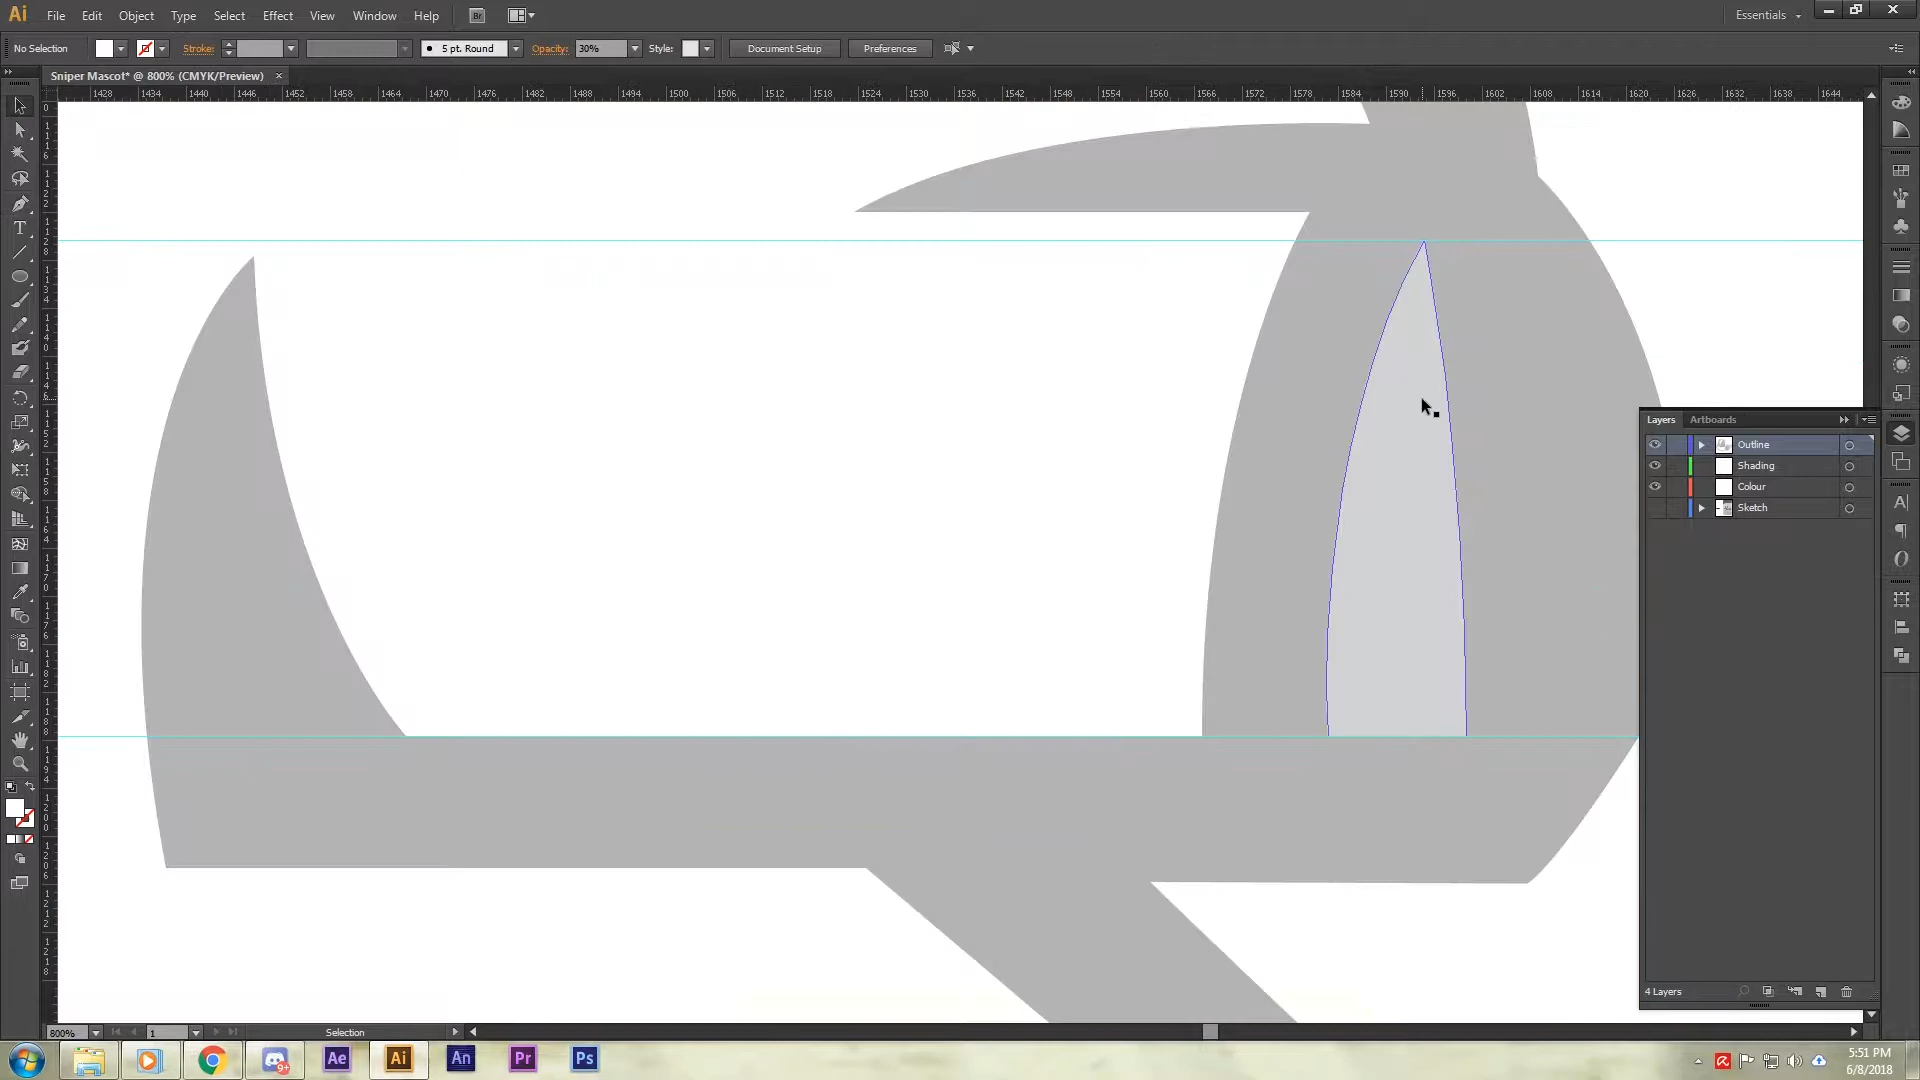 Ai File Edit Object Type Select Effect View Window Help Br Essentials
No Selection Stroke: 5 pt. Round Opacity: 30% Style: Document Setup Preferences
Sniper Mascot* @ 800% (CMYK/Preview) ×
1428 1434 1440 1446 1452 1458 1464 1470 1476 1482 1488 1494 1500 1506 1512 1518 1524 1530 1536 1542 1548 1554 1560 1566 1572 1578 1584 1590 1596 1602 1608 1614 1620 1626 1632 1638 1644
Layers Artboards
Outline
Shading
Colour
Sketch
4 Layers
800% 1 Selection
9+ Ae Ai An Pr Ps
5:51 PM
6/8/2018